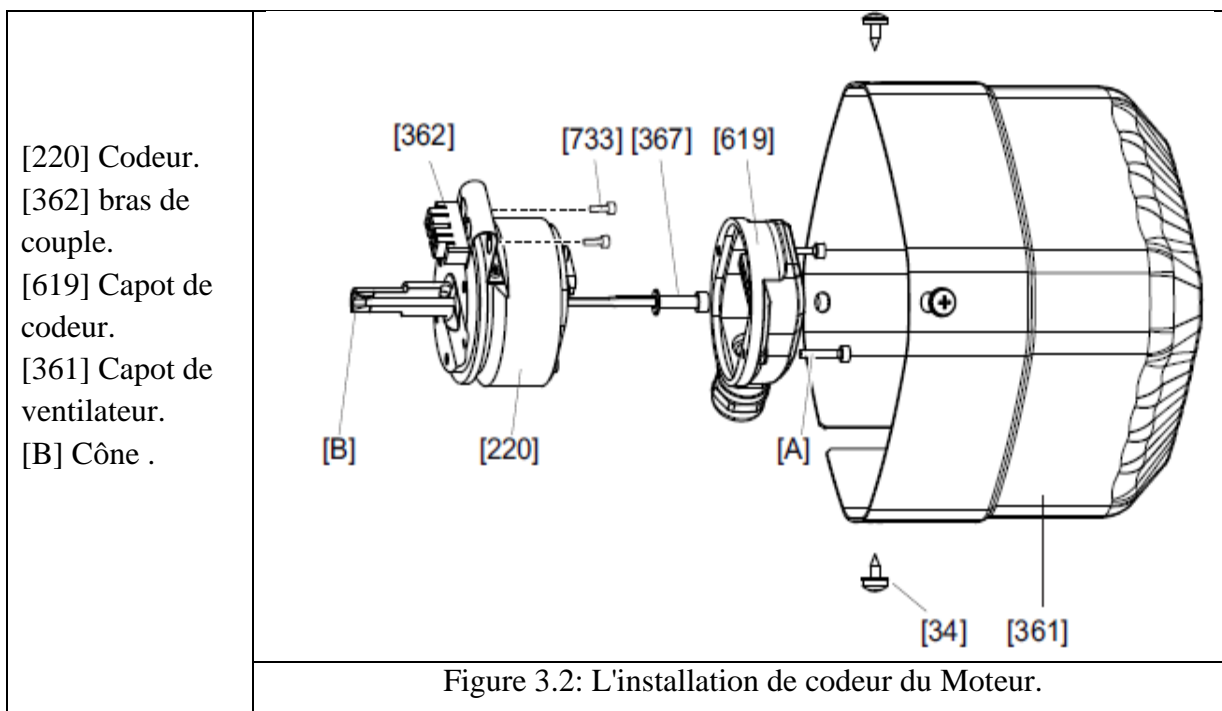 [220] Codeur.
[362] bras de
couple.
[619] Capot de
codeur.
[361] Capot de
ventilateur.
[B] Cône .
[362]
[733] [367] [619]
[B]
[220]
[A]
[34] [361]
Figure 3.2: L'installation de codeur du Moteur.